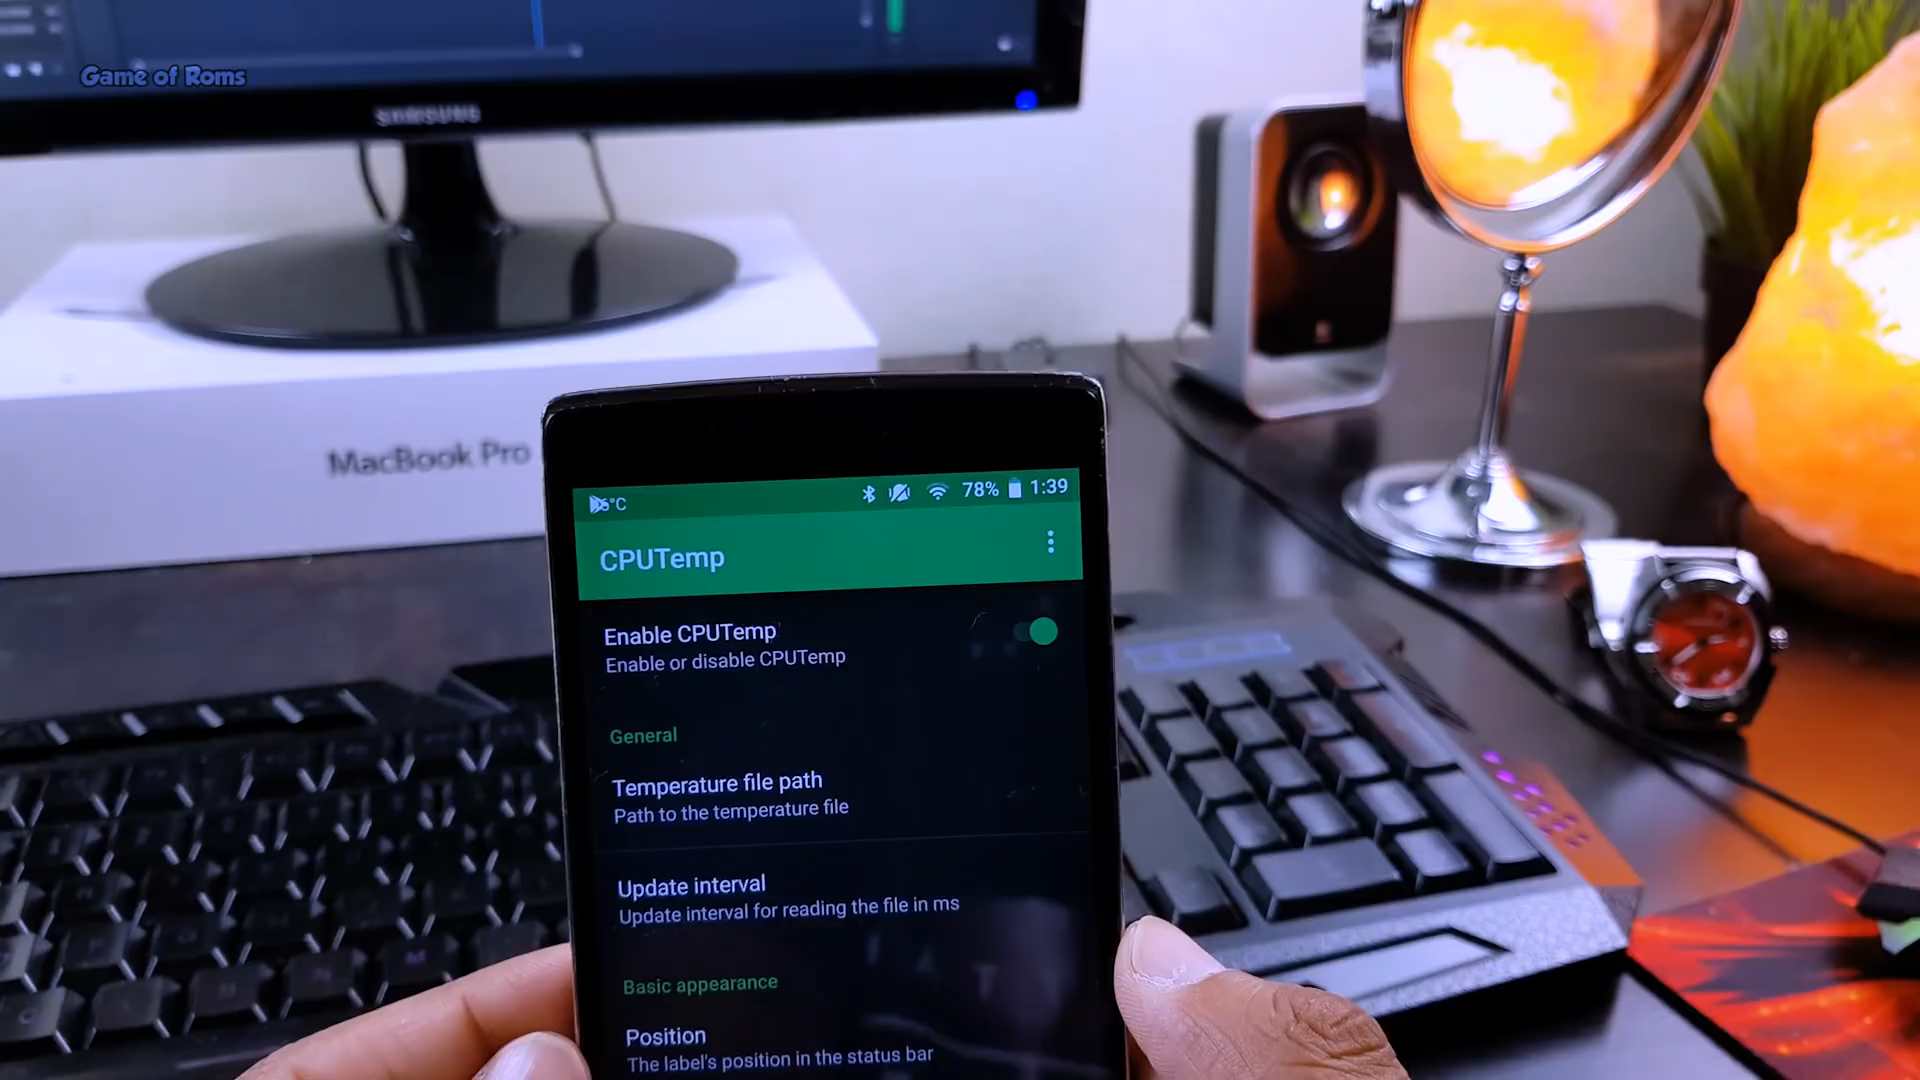 Game of Roms
SAMSUNG
MacBook Pro
°C
78%
1:39
CPUTemp
Enable CPUTemp
Enable or disable CPUTemp
General
Temperature file path
Path to the temperature file
Update interval
Update interval for reading the file in ms
Basic appearance
Position
The label's position in the status bar